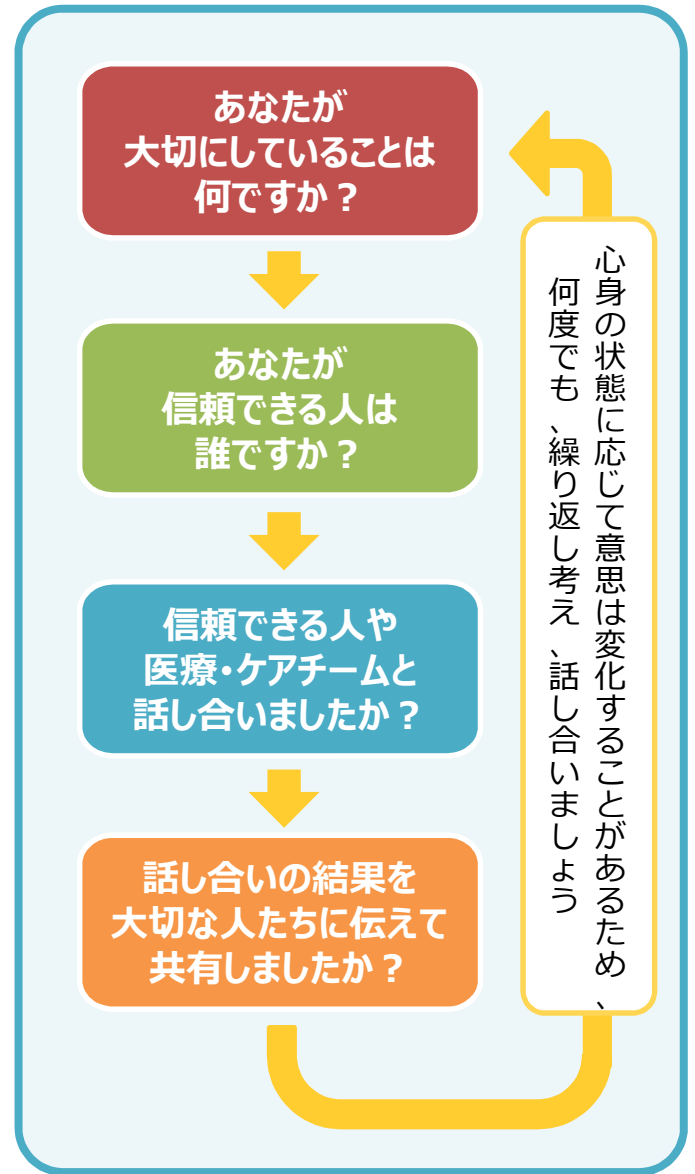 あなたが
大切にしていることは
何ですか？
あなたが
信頼できる人は
誰ですか？
信頼できる人や
医療・ケアチームと
話し合いましたか？
話し合いの結果を
大切な人たちに伝えて
共有しましたか？
心身の状態に応じて意思は変化することがあるため、
何度でも、繰り返し考え、話し合いましょう